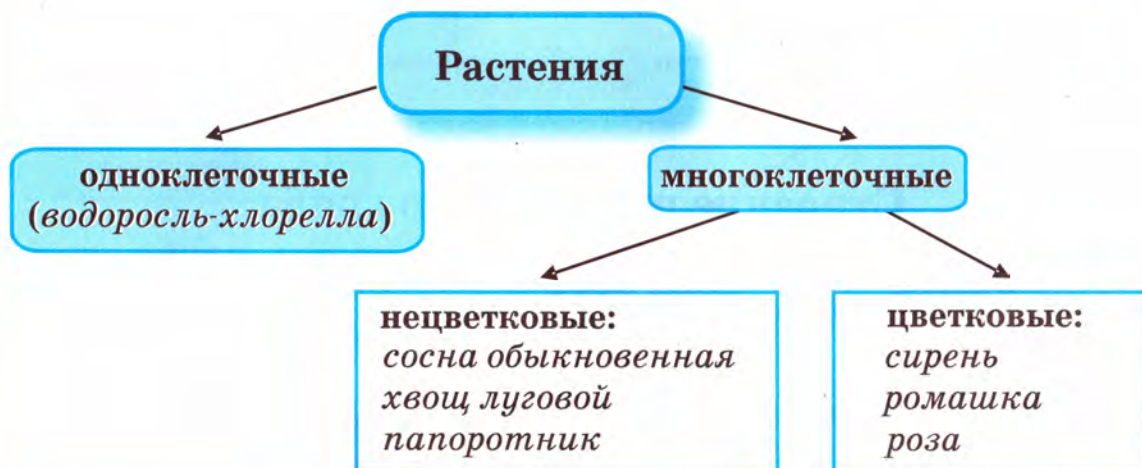 Растения
одноклеточные
(водоросль-хлорелла)
многоклеточные
нецветковые:
сосна обыкновенная
хвощ луговой
папоротник
цветковые:
сирень
ромашка
роза